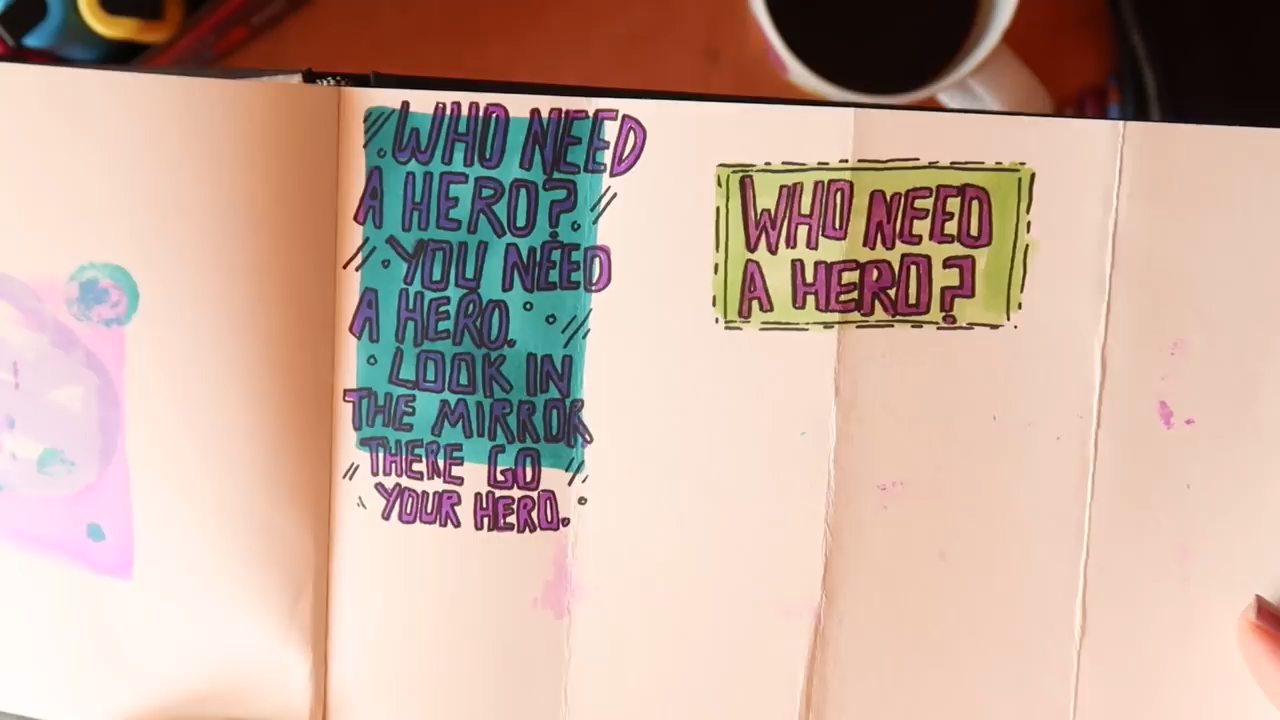 WHO NEED
A HERO?
YOU NEED
A HERO.
LOOK IN
THE MIRROR
THERE GO
YOUR HERO.
WHO NEED
A HERO?